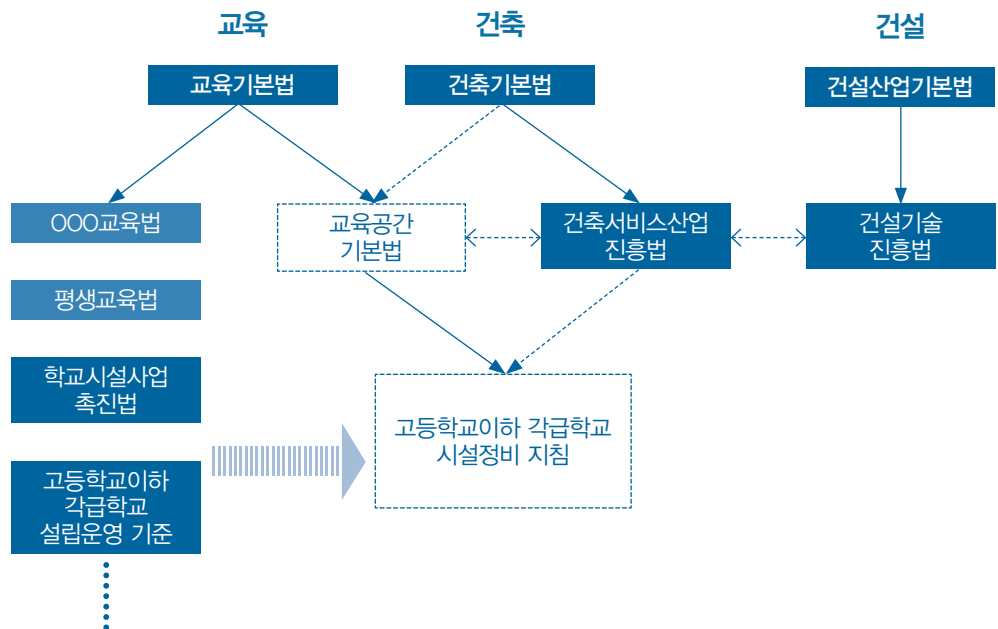 교육
건축
건설
교육기본법
건축기본법
건설산업기본법
OOO교육법
교육공간
기본법
건축서비스산업
진흥법
건설기술
진흥법
평생교육법
학교시설사업
촉진법
고등학교이하 각급학교
시설정비 지침
고등학교이하
각급학교
설립운영 기준